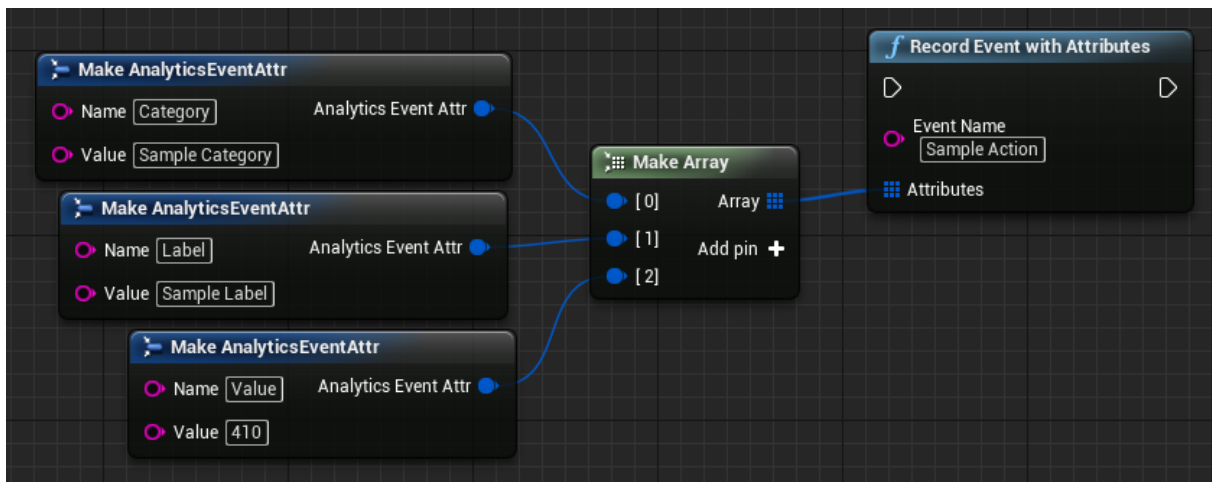 Make AnalyticsEventAttr
Name Category
Analytics Event Attr
Value Sample Category
Make AnalyticsEventAttr
Name Label
Analytics Event Attr
Value Sample Label
Make AnalyticsEventAttr
Name Value
Analytics Event Attr
Value 410
Make Array
[0]
Array
[1]
Add pin
[2]
f Record Event with Attributes
Event Name
Sample Action
Attributes